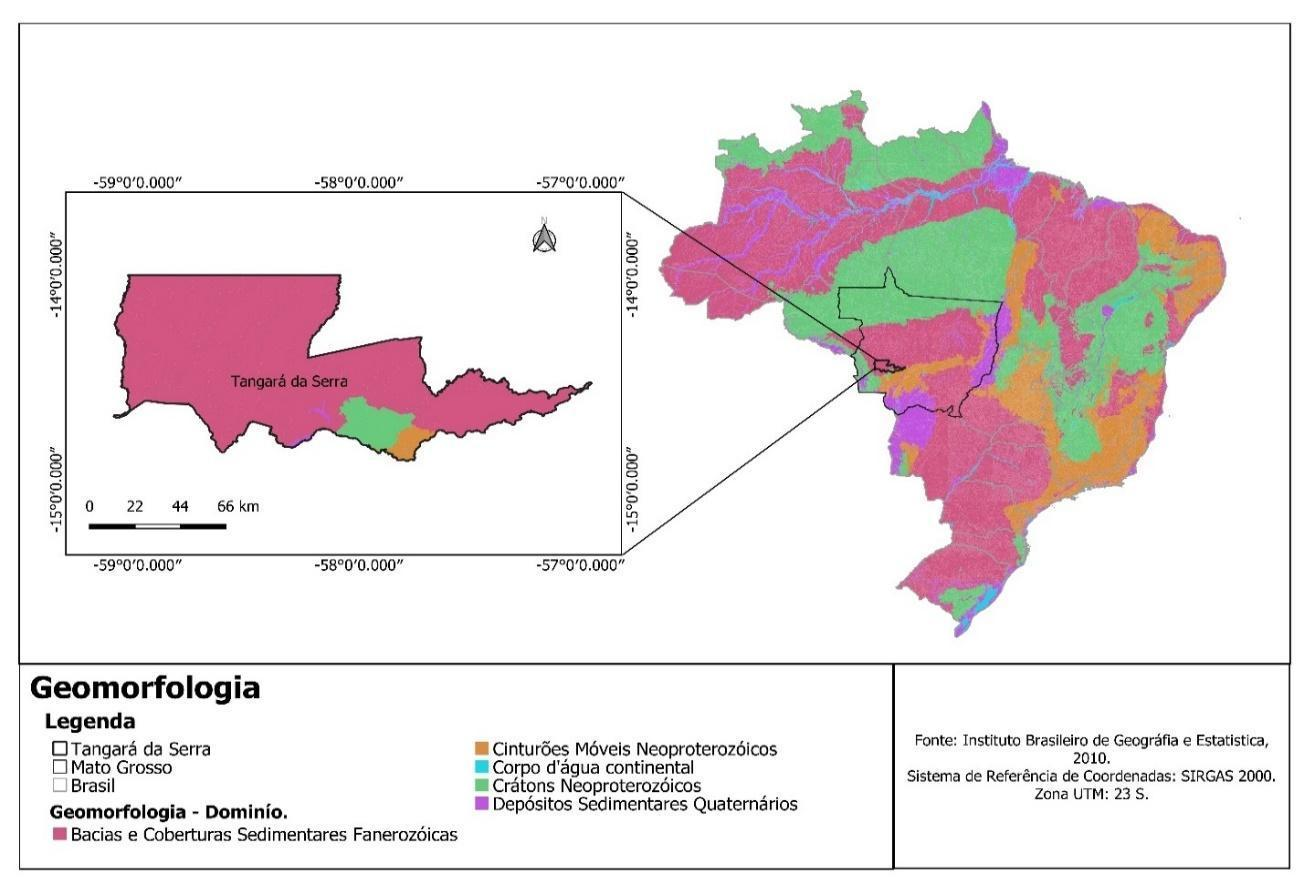 -59°0'0.000"
-58°0'0.000"
-57°0'0.000"
N
-14°0'0.000"
-14°0'0.000"
Tangará da Serra
-15°0'0.000"
-15°0'0.000"
0 22 44 66 km
-59°0'0.000"
-58°0'0.000"
-57°0'0.000"
Geomorfologia
Legenda
Tangará da Serra
Mato Grosso
Brasil
Geomorfologia - Domínío.
Bacias e Coberturas Sedimentares Fanerozóicas
Cinturões Móveis Neoproterozóicos
Corpo d'água continental
Crátons Neoproterozóicos
Depósitos Sedimentares Quaternários
Fonte: Instituto Brasileiro de Geográfia e Estatistica,
2010.
Sistema de Referência de Coordenadas: SIRGAS 2000.
Zona UTM: 23 S.